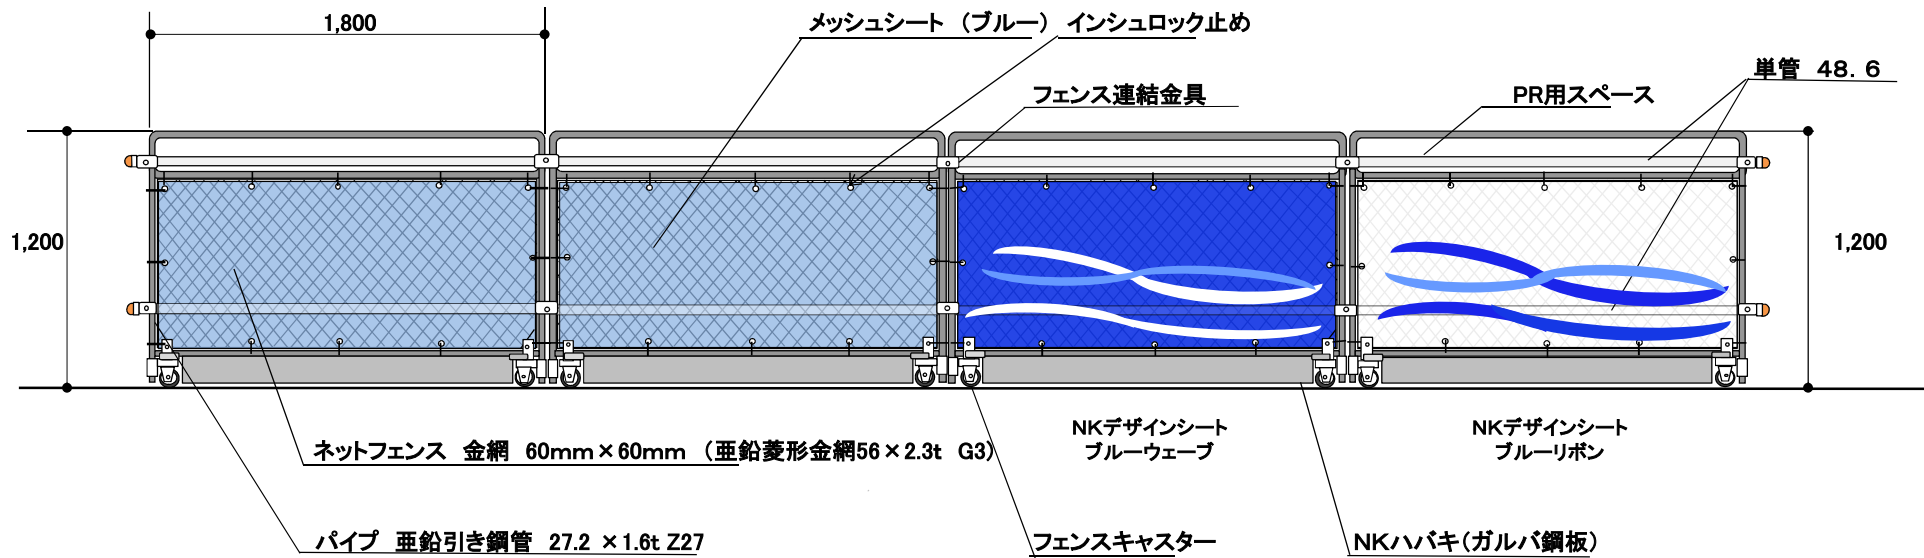 1,800
メッシュシート （ブルー） インシュロック止め
フェンス連結金具
PR用スペース
単管 48.6
1,200
1,200
ネットフェンス 金網 60mm×60mm （亜鉛菱形金網56×2.3t G3）
NKデザインシート
ブルーウェーブ
NKデザインシート
ブルーリボン
パイプ 亜鉛引き鋼管 27.2 ×1.6t Z27
フェンスキャスター
NKハバキ（ガルバ鋼板）